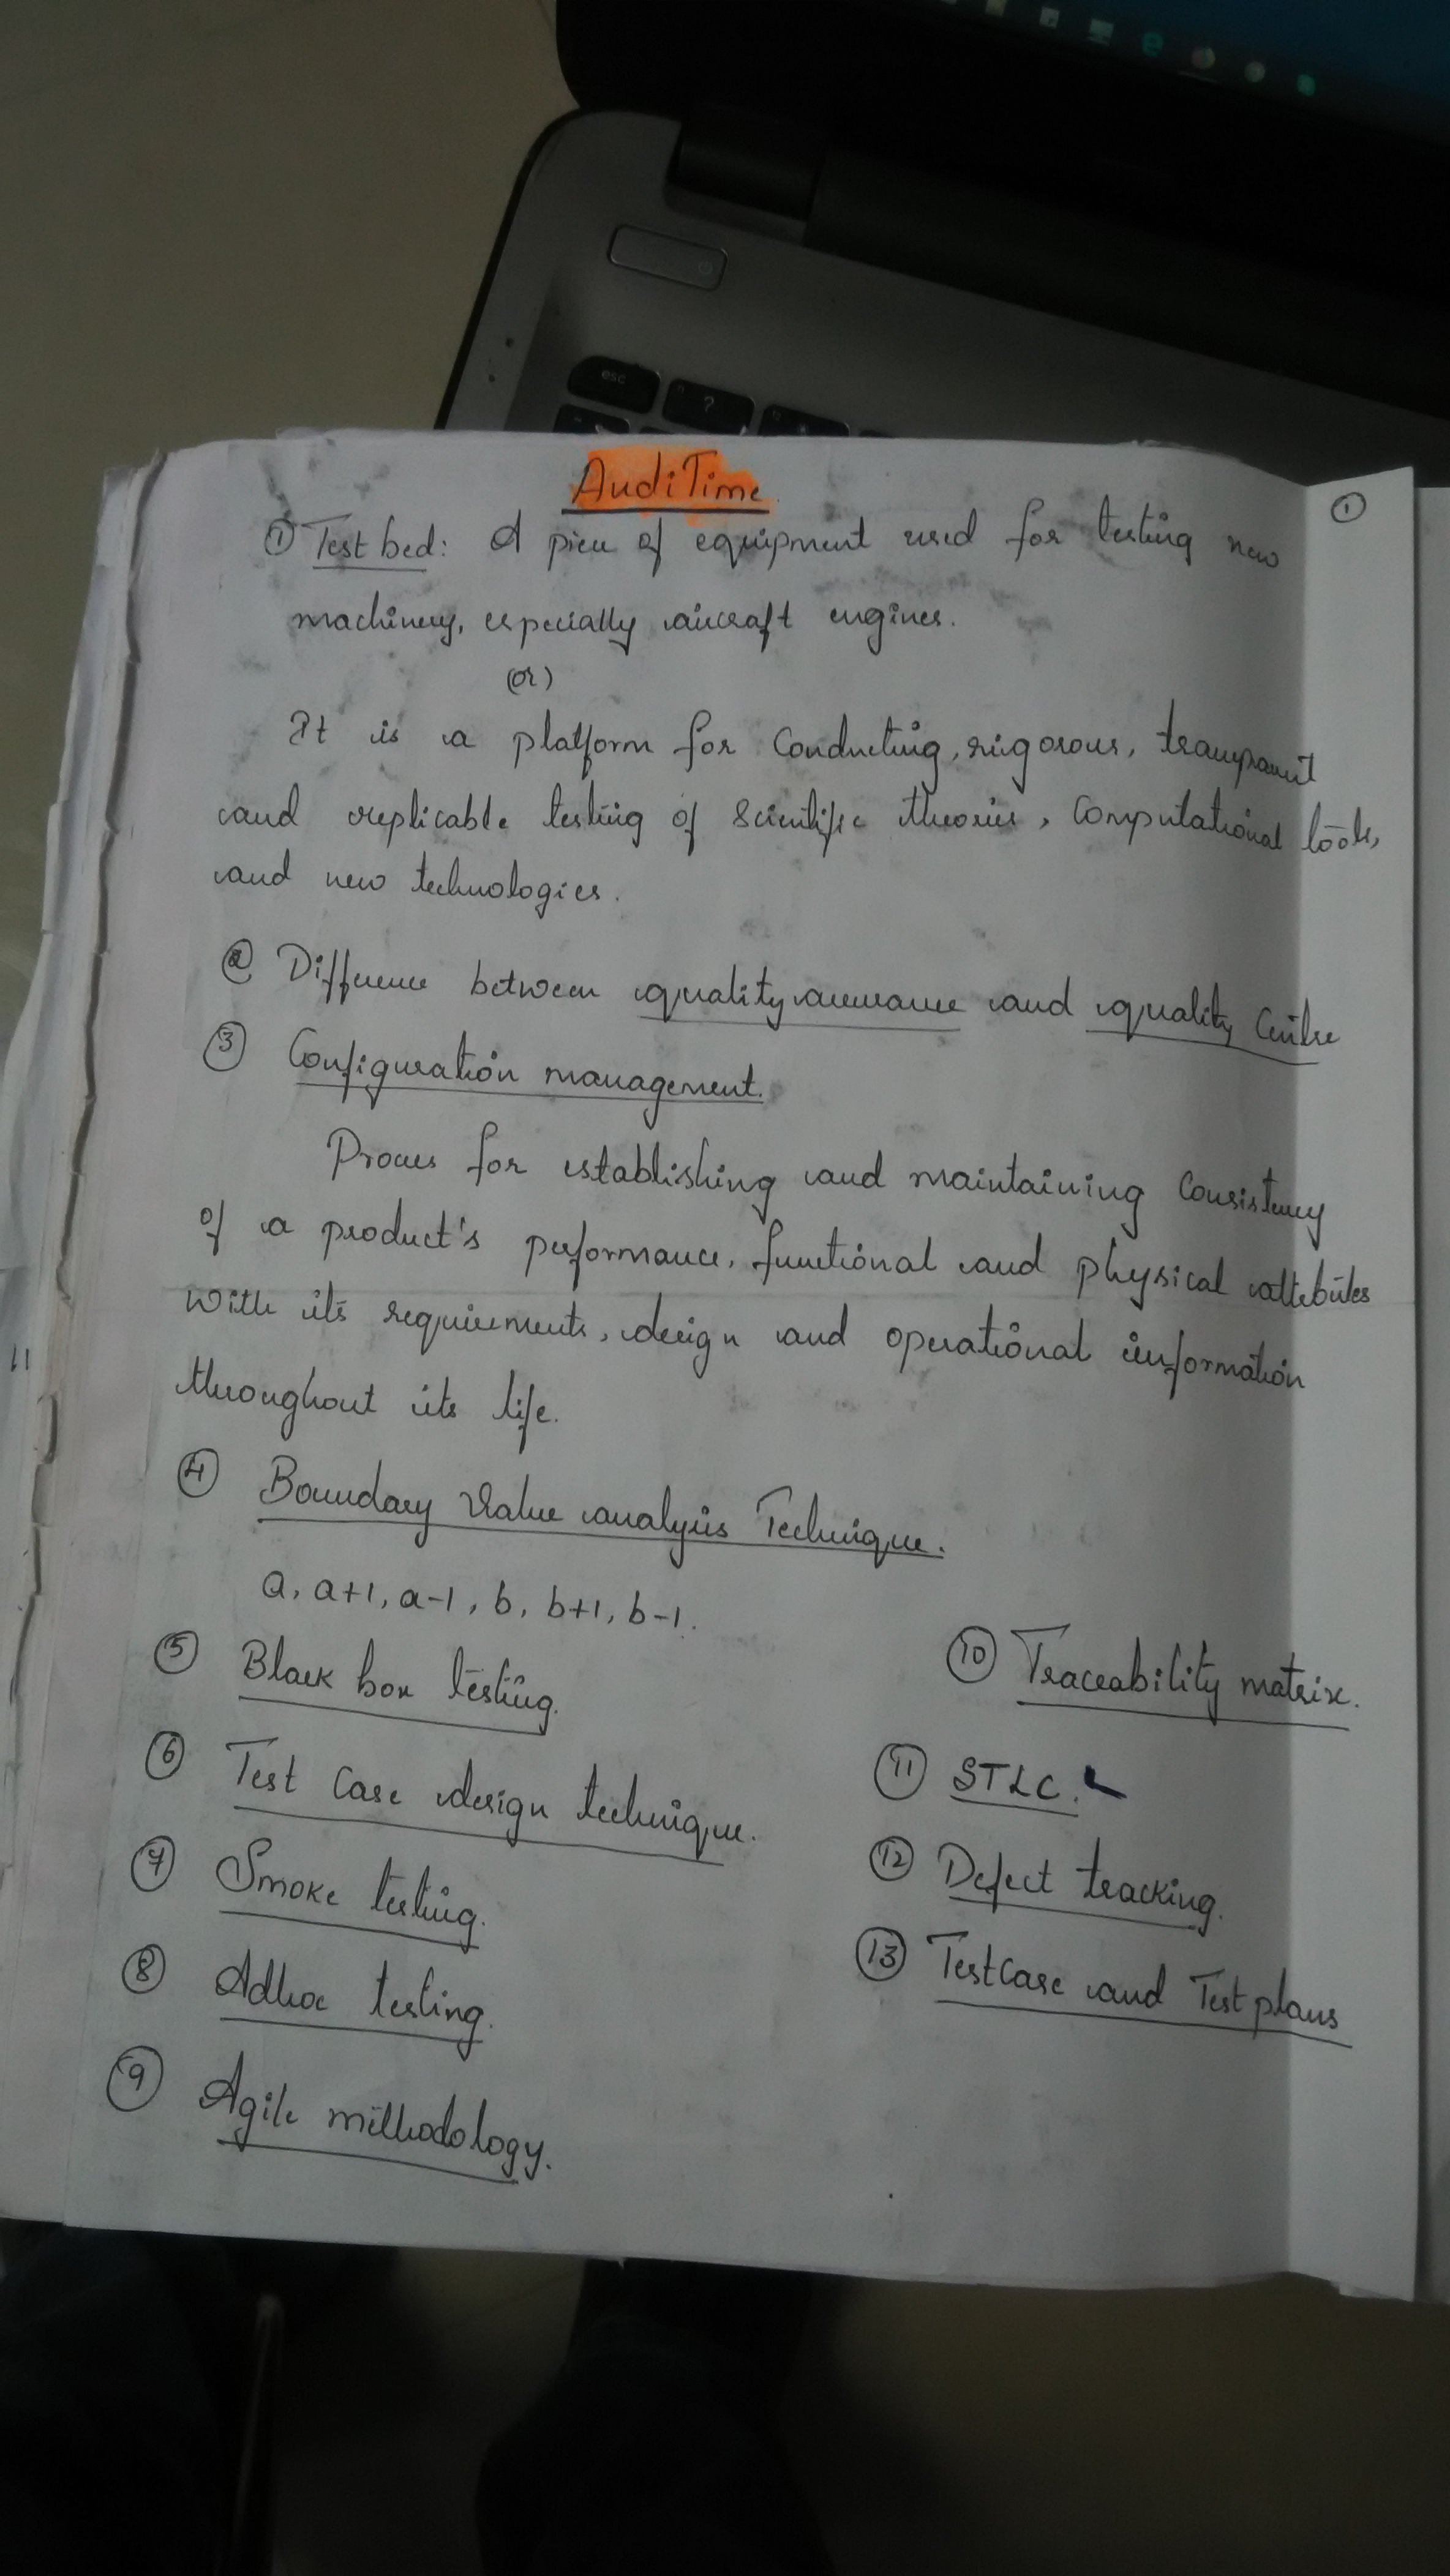 AudiTime.
①
① Test bed: A piece of equipment used for testing new
machinery, especially aircraft engines.
(or)
It is a platform for Conducting, rigorous, transparent
and replicable testing of Scientific theories, Computational tools,
and new technologies.
② Difference between quality assurance and quality Centre
③ Configuration management.
Process for establishing and maintaining Consistency
of a product's performance, functional and physical attributes
with its requirements, design and operational information
throughout its life.
④ Boundary Value analysis Technique.
a, a+1, a-1, b, b+1, b-1.
⑤ Black box testing.
⑥ Test Case design technique.
⑦ Smoke testing.
⑧ Adhoc testing.
⑨ Agile methodology.
⑩ Traceability matrix.
⑪ STLC.
⑫ Defect tracking.
⑬ Testcase and Test plans
esc
?